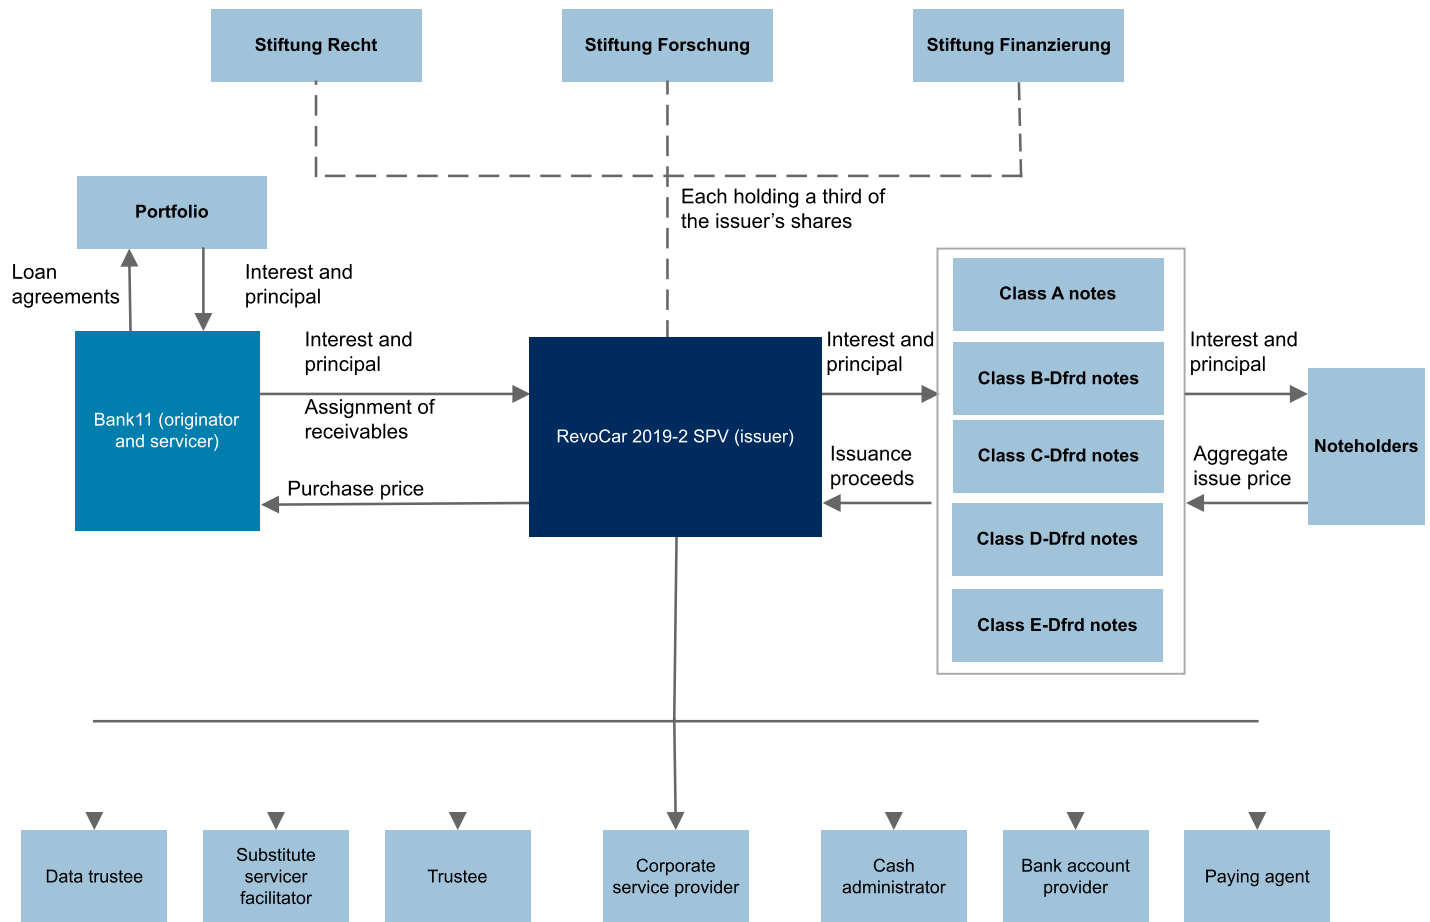 Stiftung Recht
Stiftung Forschung
Stiftung Finanzierung
Each holding a third of
the issuer’s shares
Portfolio
Loan
agreements
Interest and
principal
Bank11 (originator
and servicer)
Interest and
principal
Assignment of
receivables
Purchase price
RevoCar 2019-2 SPV (issuer)
Interest and
principal
Issuance
proceeds
Class A notes
Class B-Dfrd notes
Class C-Dfrd notes
Class D-Dfrd notes
Class E-Dfrd notes
Interest and
principal
Aggregate
issue price
Noteholders
Data trustee
Substitute
servicer
facilitator
Trustee
Corporate
service provider
Cash
administrator
Bank account
provider
Paying agent